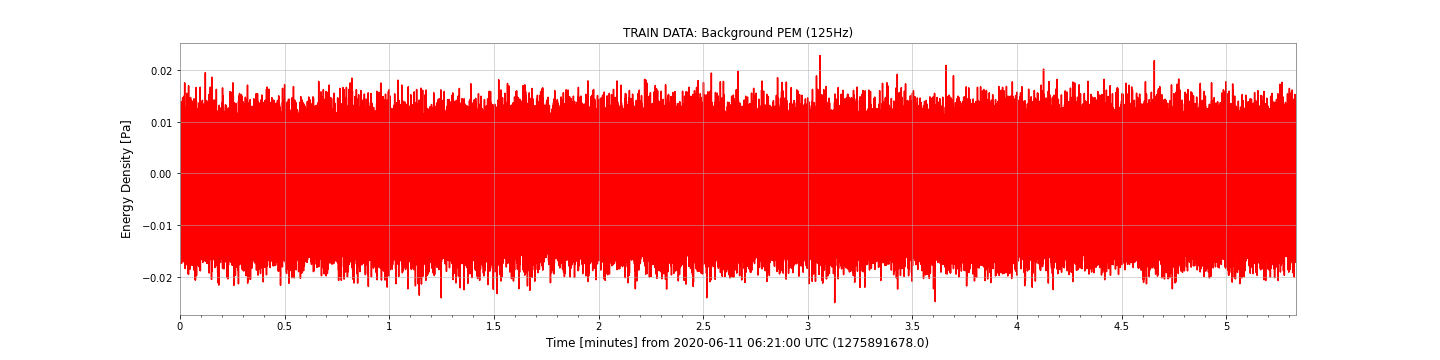 TRAIN DATA: Background PEM (125Hz)
Energy Density [Pa]
0.02
0.01
0.00
−0.01
−0.02
0 0.5 1 1.5 2 2.5 3 3.5 4 4.5 5
Time [minutes] from 2020-06-11 06:21:00 UTC (1275891678.0)